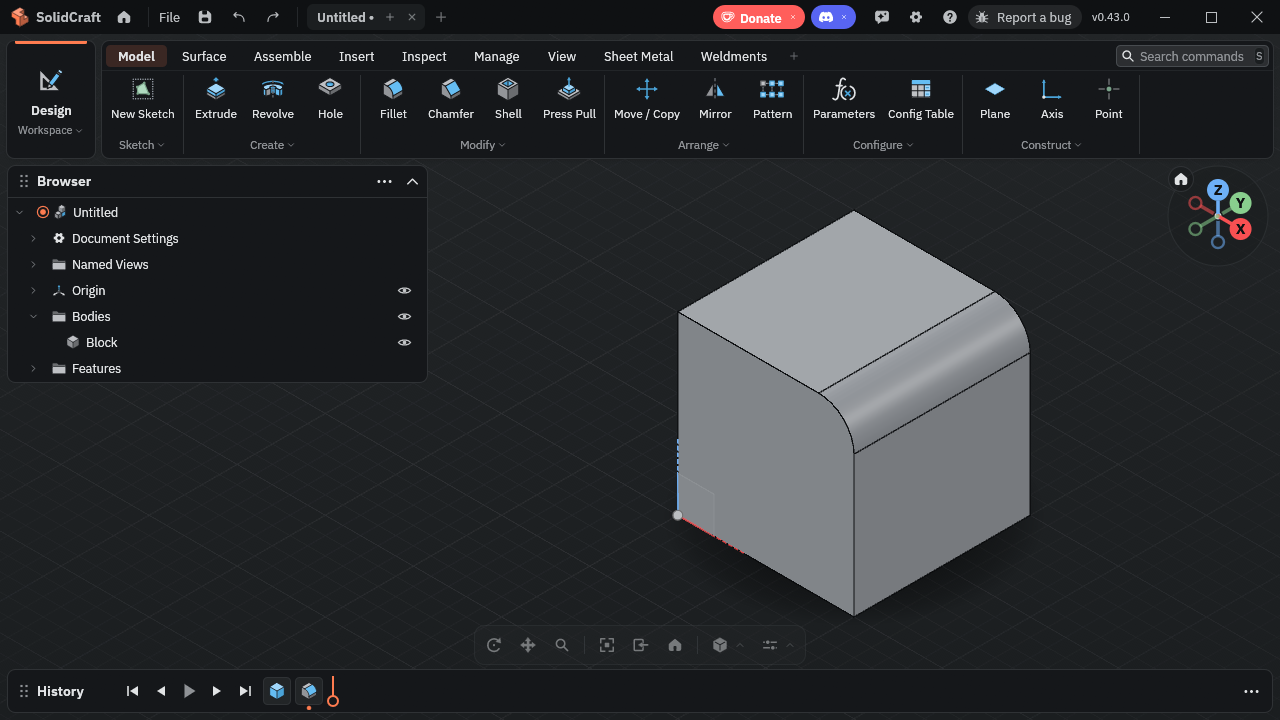 SolidCraft
File
Untitled •
Donate
Report a bug
v0.43.0
Design
Workspace
Model
Surface
Assemble
Insert
Inspect
Manage
View
Sheet Metal
Weldments
Search commands
S
New Sketch
Extrude
Revolve
Hole
Fillet
Chamfer
Shell
Press Pull
Move / Copy
Mirror
Pattern
Parameters
Config Table
Plane
Axis
Point
Sketch
Create
Modify
Arrange
Configure
Construct
Browser
Untitled
Document Settings
Named Views
Origin
Bodies
Block
Features
Z
Y
X
History